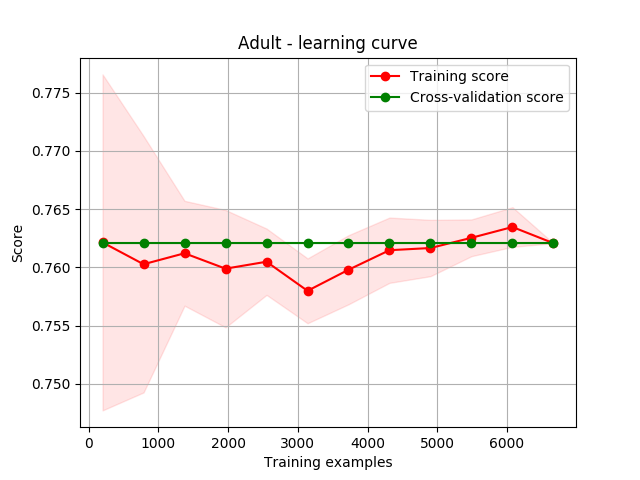 Adult - learning curve
Training score
Cross-validation score
0.775
0.770
0.765
0.760
0.755
0.750
Score
0
1000
2000
3000
4000
5000
6000
Training examples